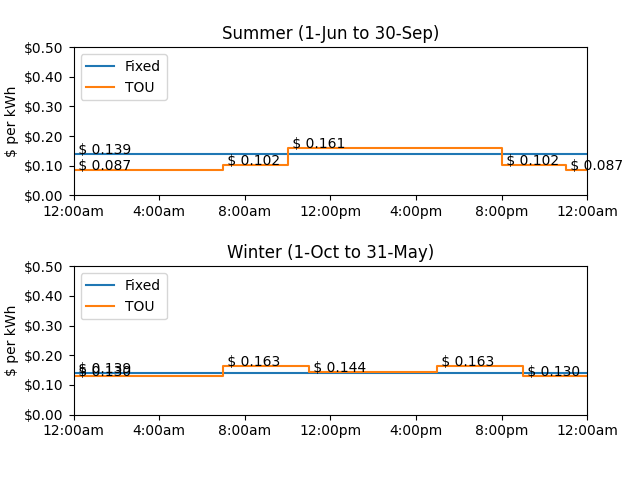 Summer (1-Jun to 30-Sep)
$ per kWh
$0.50
$0.40
$0.30
$0.20
$0.10
$0.00
Fixed
TOU
$ 0.139
$ 0.087
$ 0.102
$ 0.161
$ 0.102
$ 0.087
12:00am 4:00am 8:00am 12:00pm 4:00pm 8:00pm 12:00am
Winter (1-Oct to 31-May)
$ per kWh
$0.50
$0.40
$0.30
$0.20
$0.10
$0.00
Fixed
TOU
$ 0.139
$ 0.130
$ 0.163
$ 0.144
$ 0.163
$ 0.130
12:00am 4:00am 8:00am 12:00pm 4:00pm 8:00pm 12:00am